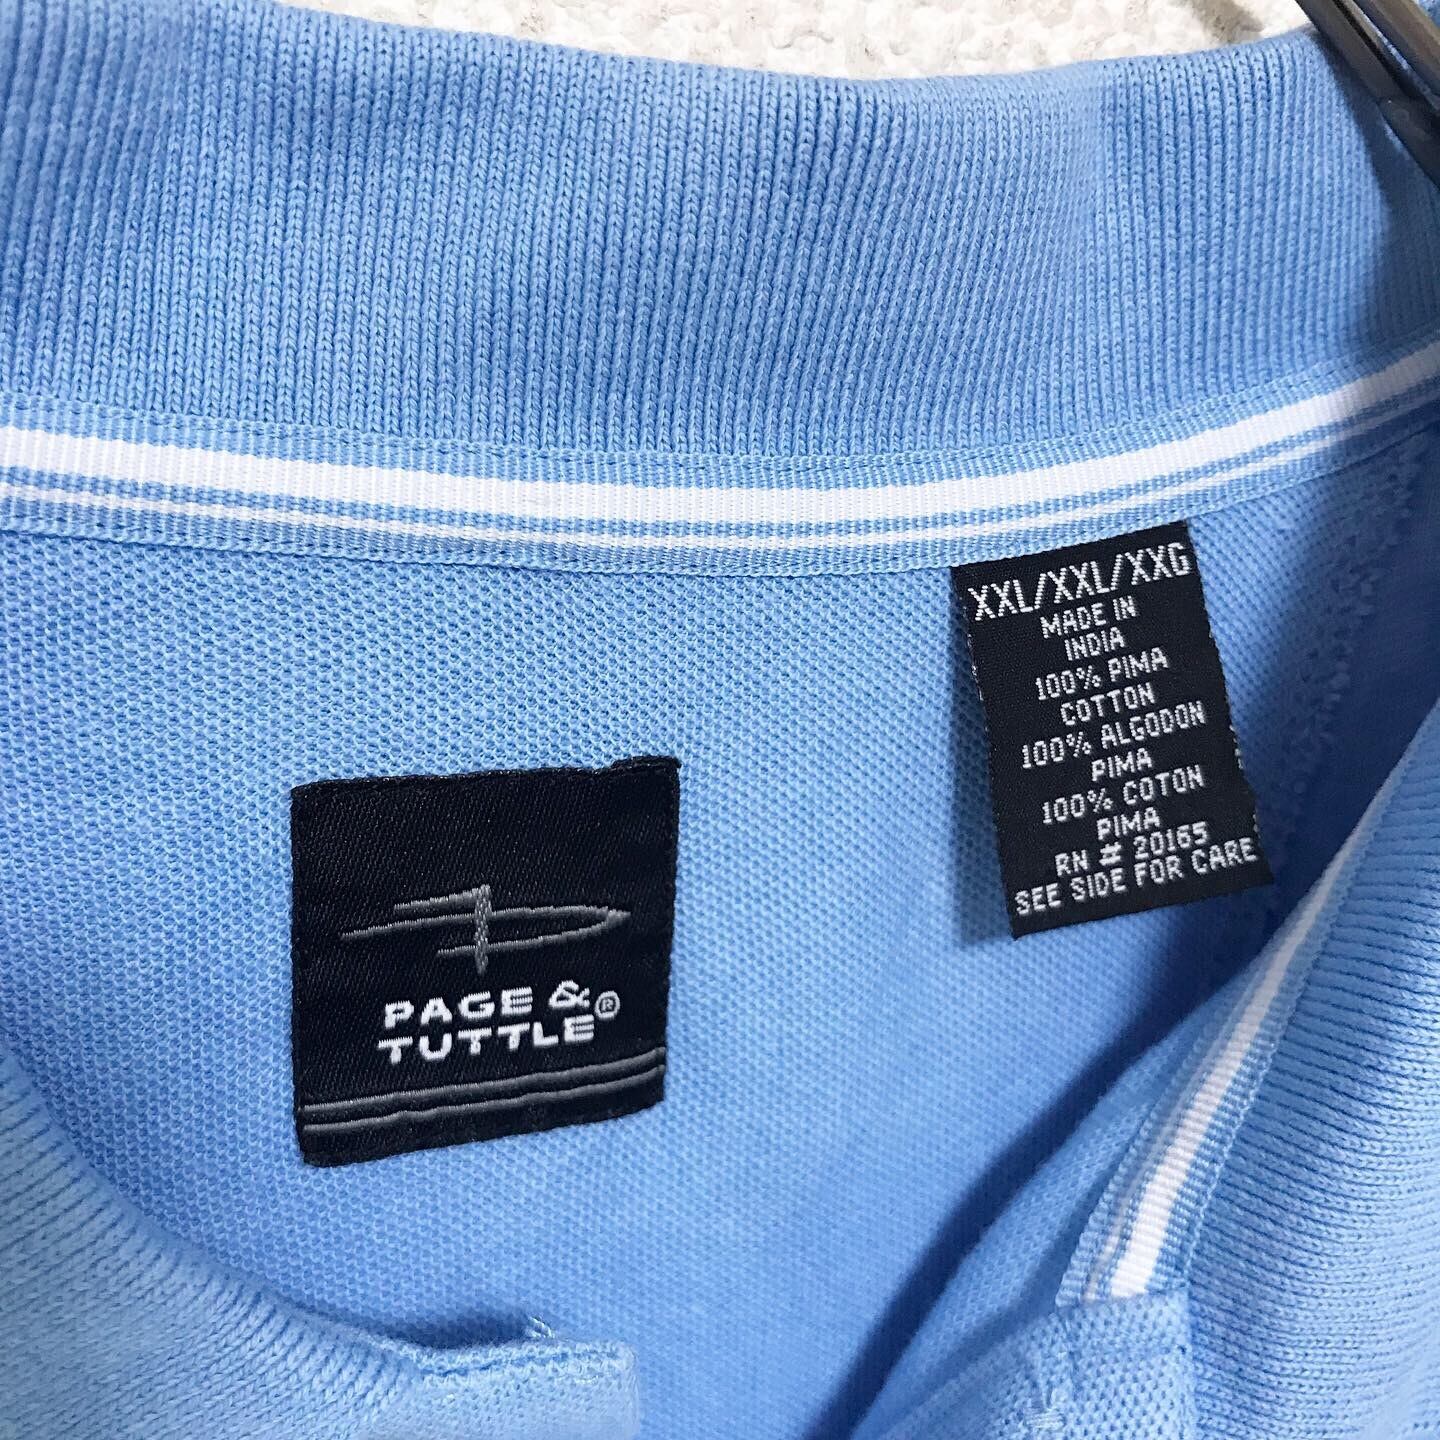 PAGE &
TUTTLE®
XXL/XXL/XXG
MADE IN
INDIA
100% PIMA
COTTON
100% ALGODON
PIMA
100% COTON
PIMA
RN # 20165
SEE SIDE FOR CARE